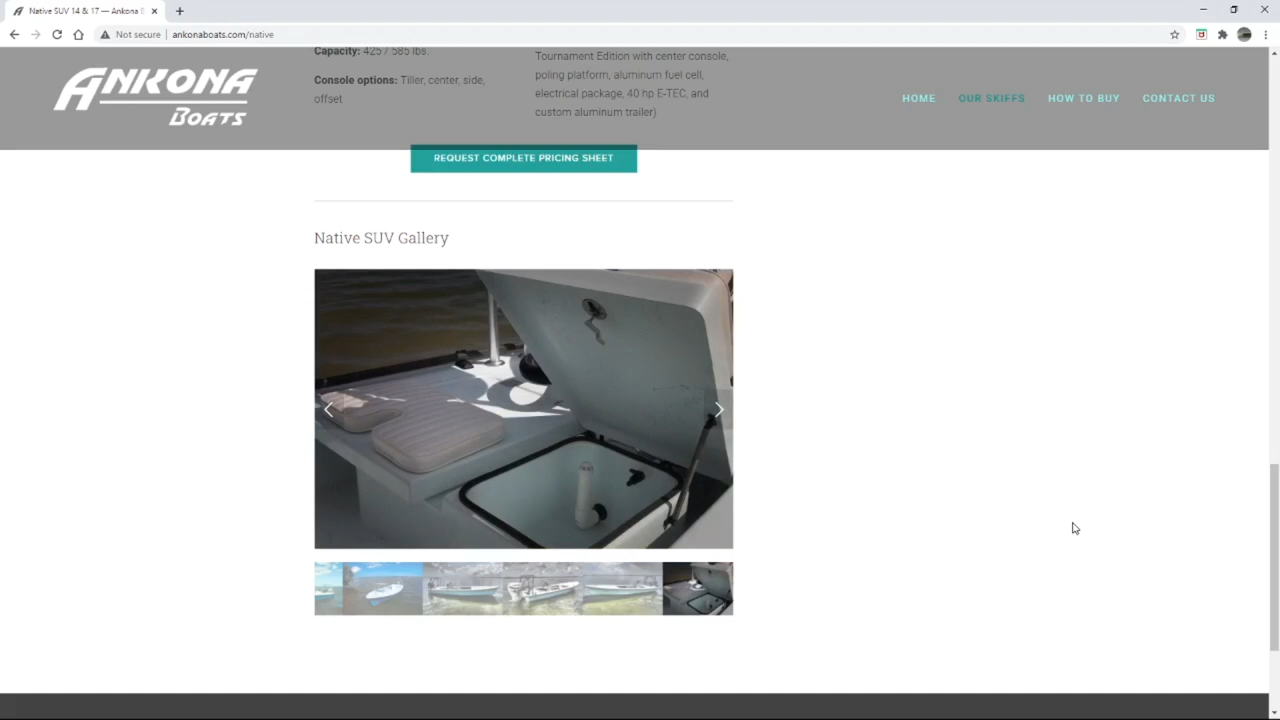 Native SUV 14 & 17 — Ankona S
Not secure | ankonaboats.com/native
Capacity: 425 / 585 lbs.
Console options: Tiller, center, side,
offset
Tournament Edition with center console,
poling platform, aluminum fuel cell,
electrical package, 40 hp E-TEC, and
custom aluminum trailer)
ANKONA
BOATS
HOME OUR SKIFFS HOW TO BUY CONTACT US
REQUEST COMPLETE PRICING SHEET
Native SUV Gallery